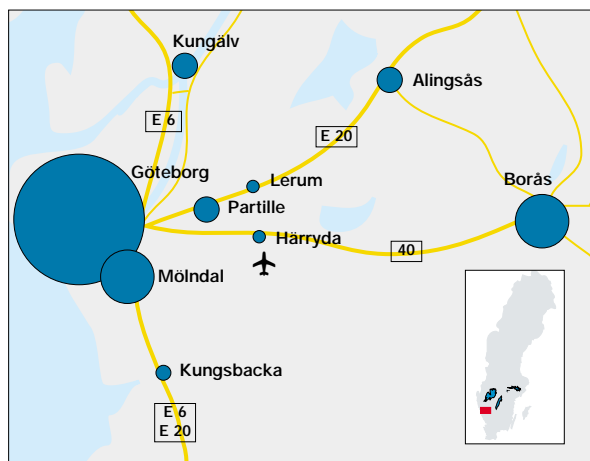 Kungälv
Alingsås
E 6
E 20
Göteborg
Lerum
Borås
Partille
Härryda
40
Mölndal
Kungsbacka
E 6
E 20